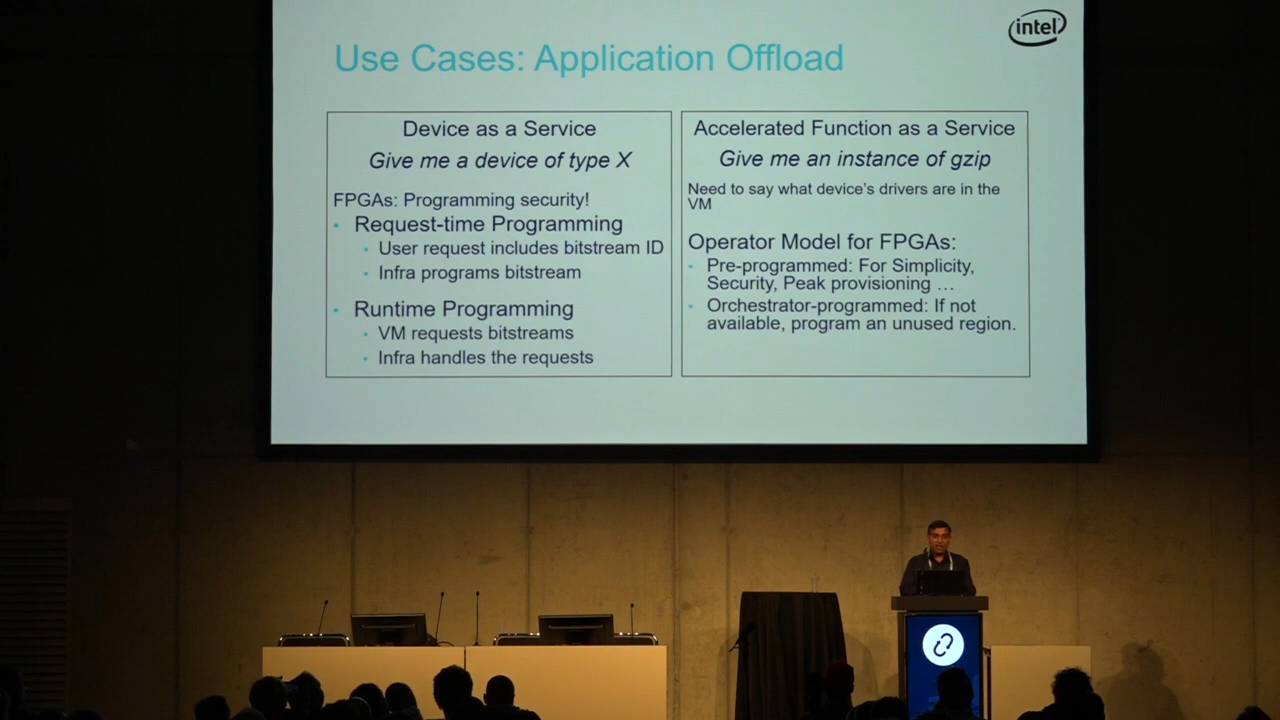 intel
Use Cases: Application Offload
Device as a Service
Give me a device of type X
FPGAs: Programming security!
• Request-time Programming
• User request includes bitstream ID
• Infra programs bitstream
• Runtime Programming
• VM requests bitstreams
• Infra handles the requests
Accelerated Function as a Service
Give me an instance of gzip
Need to say what device's drivers are in the
VM
Operator Model for FPGAs:
• Pre-programmed: For Simplicity,
Security, Peak provisioning …
• Orchestrator-programmed: If not
available, program an unused region.